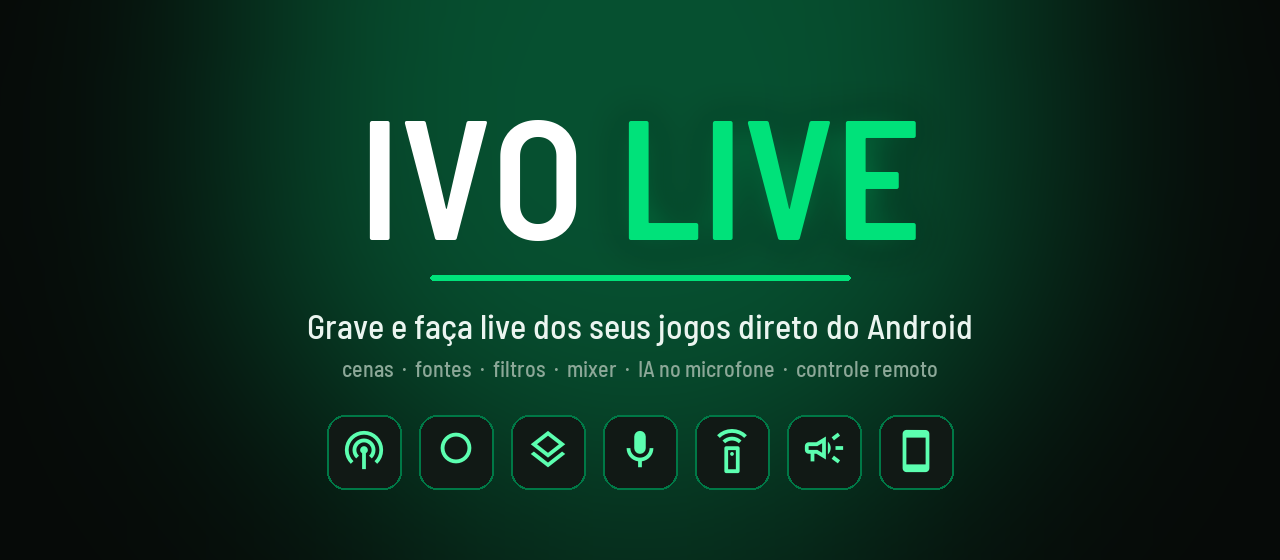 IVO LIVE
Grave e faça live dos seus jogos direto do Android
cenas · fontes · filtros · mixer · IA no microfone · controle remoto